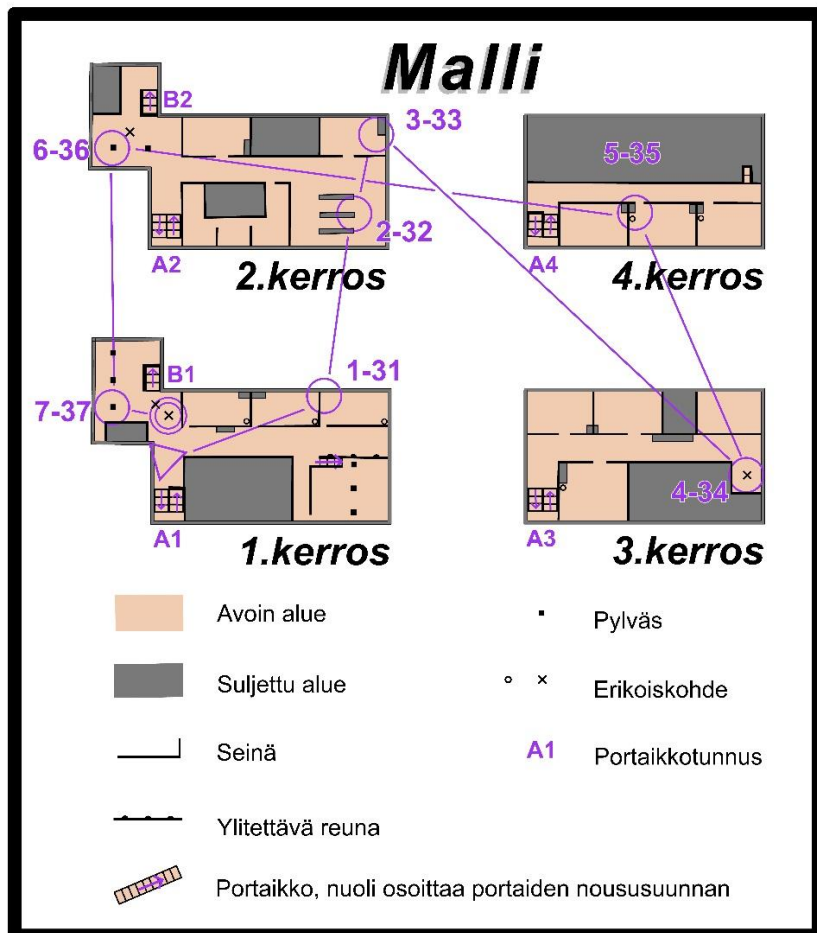 Malli
B2
3-33
6-36
5-35
2-32
A2
A4
2.kerros
4.kerros
1-31
B1
7-37
4-34
A1
A3
1.kerros
3.kerros
Avoin alue
Pylväs
Suljettu alue
Erikoiskohde
Seinä
A1 Portaikkotunnus
Ylitettävä reuna
Portaikko, nuoli osoittaa portaiden noususuunnan